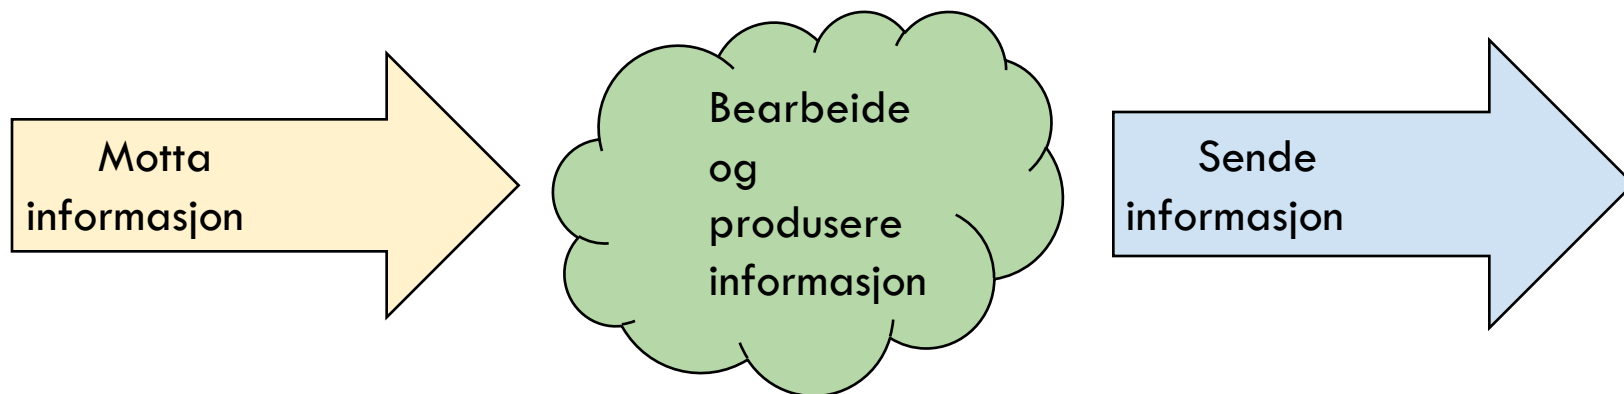 Motta
informasjon
Bearbeide
og
produsere
informasjon
Sende
informasjon